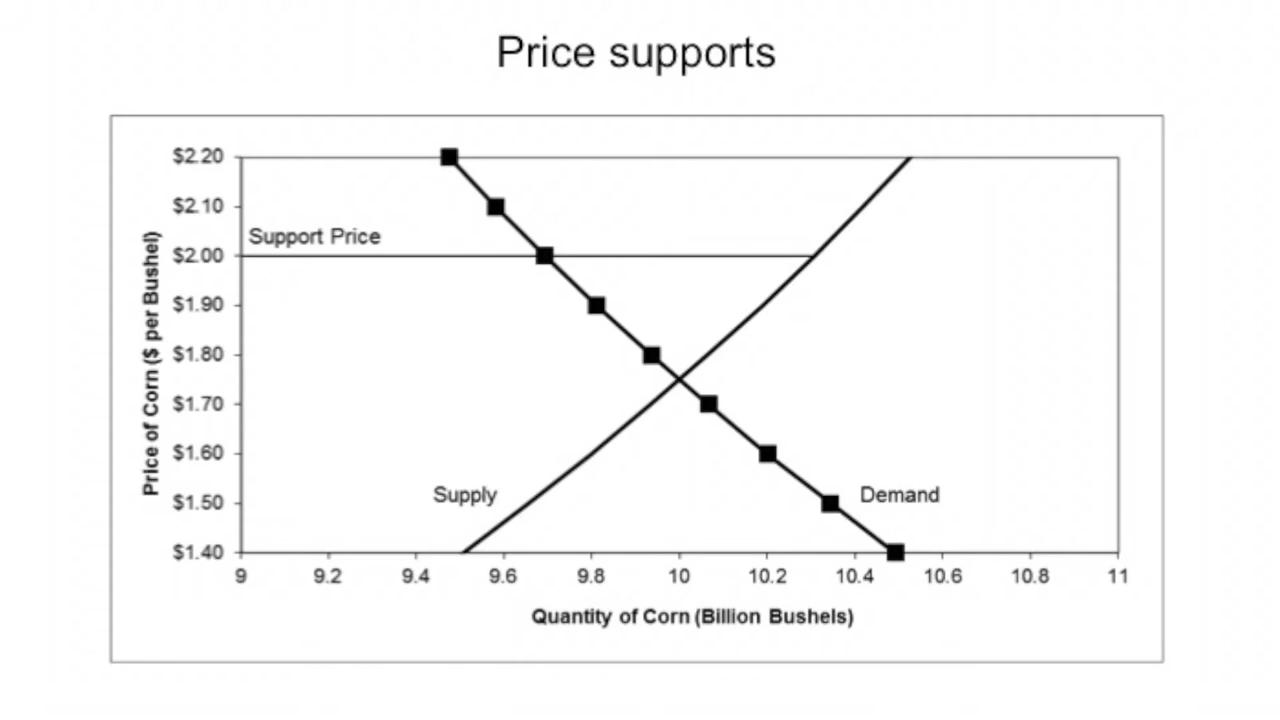 Price supports
$2.20
$2.10
Support Price
$2.00
$1.90
$1.80
$1.70
$1.60
$1.50
$1.40
Price of Corn ($ per Bushel)
Supply
Demand
9 9.2 9.4 9.6 9.8 10 10.2 10.4 10.6 10.8 11
Quantity of Corn (Billion Bushels)